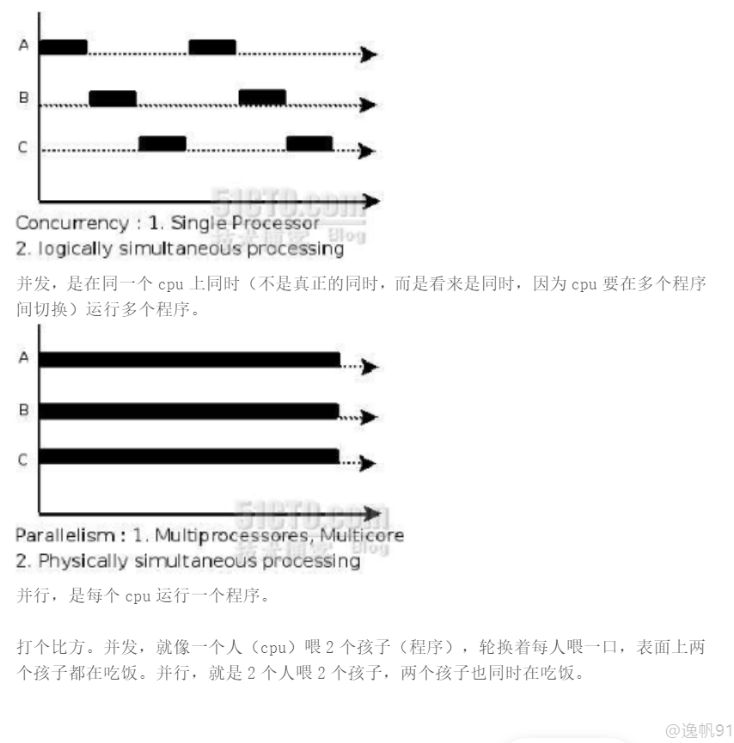 A
B
C
51CTO.com
技术博客 Blog
Concurrency : 1. Single Processor
2. logically simultaneous processing
并发，是在同一个 cpu 上同时（不是真正的同时，而是看来是同时，因为 cpu 要在多个程序
间切换）运行多个程序。
A
B
C
51CTO.com
技术博客 Blog
Parallelism : 1. Multiprocessores, Multicore
2. Physically simultaneous processing
并行，是每个 cpu 运行一个程序。
打个比方。并发，就像一个人（cpu）喂 2 个孩子（程序），轮换着每人喂一口，表面上两
个孩子都在吃饭。并行，就是 2 个人喂 2 个孩子，两个孩子也同时在吃饭。
@逸帆91